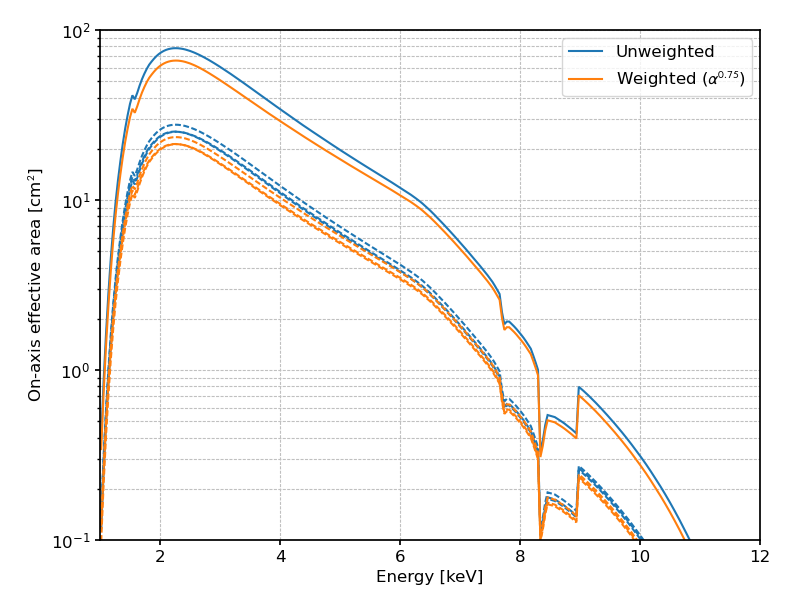 10²
10¹
10⁰
10⁻¹
On-axis effective area [cm²]
Unweighted
Weighted (α⁰·⁷⁵)
2
4
6
8
10
12
Energy [keV]